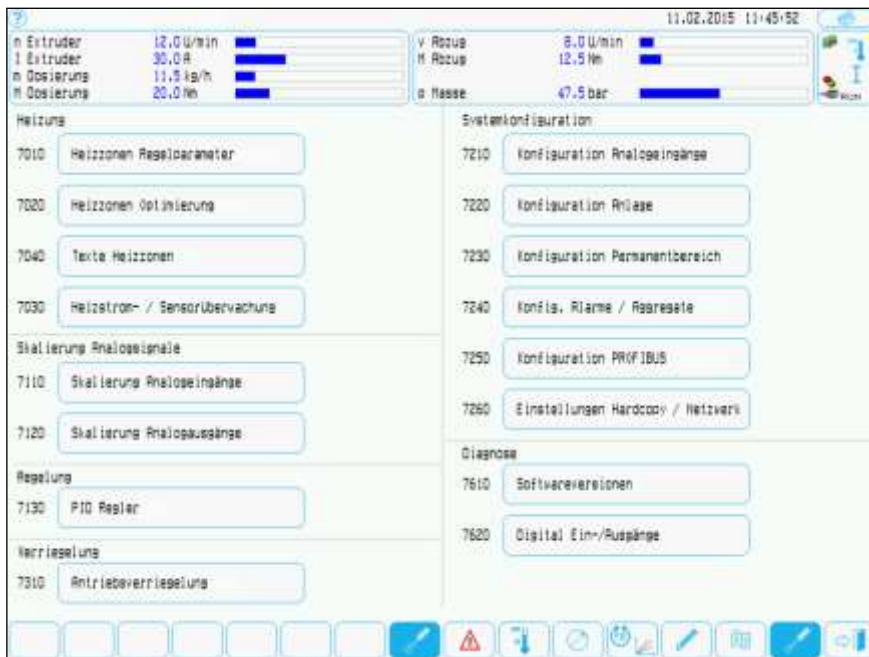 ?
11.02.2015 11:45:52
n Extruder 12.0 U/min
I Extruder 30.0 A
m Dosierung 11.5 kg/h
M Dosierung 20.0 Nm
v Abzug 8.0 U/min
M Abzug 12.5 Nm
p Masse 47.5 bar
Heizung
7010 Heizzonen Regelparameter
7020 Heizzonen Optimierung
7040 Texte Heizzonen
7030 Heizstrom- / Sensorüberwachung
Skalierung Analogsignale
7110 Skalierung Analogeingänge
7120 Skalierung Analogausgänge
Regelung
7130 PID Regler
Verriegelung
7310 Antriebsverriegelung
Systemkonfiguration
7210 Konfiguration Analogeingänge
7220 Konfiguration Anlage
7230 Konfiguration Permanentbereich
7240 Konfig. Alarme / Aggregate
7250 Konfiguration PROFIBUS
7260 Einstellungen Hardcopy / Netzwerk
Diagnose
7610 Softwareversionen
7620 Digital Ein-/Ausgänge